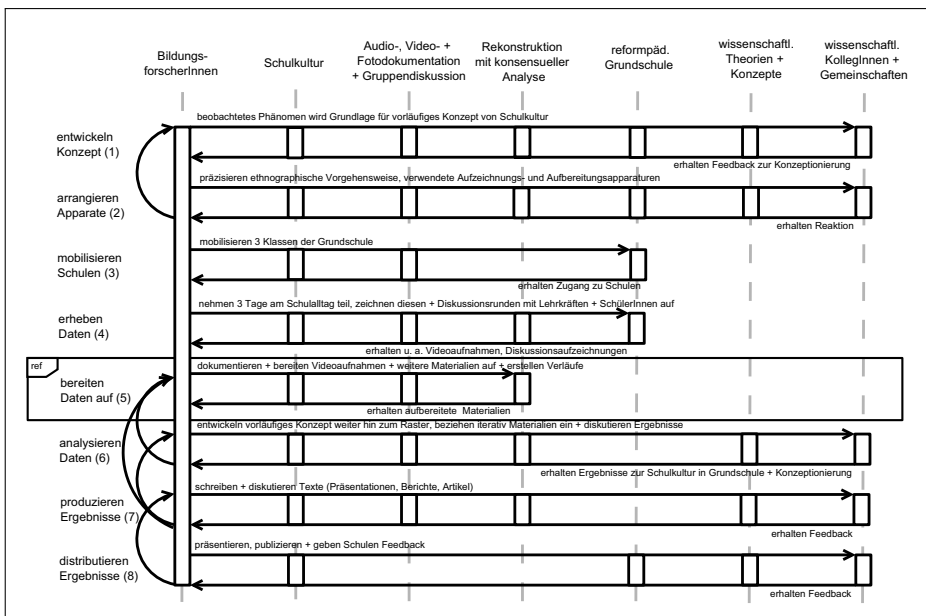 Bildungs-
forscherInnen
Schulkultur
Audio-, Video- +
Fotodokumentation
+ Gruppendiskussion
Rekonstruktion
mit konsensueller
Analyse
reformpäd.
Grundschule
wissenschaftl.
Theorien +
Konzepte
wissenschaftl.
KollegInnen +
Gemeinschaften
entwickeln
Konzept (1)
beobachtetes Phänomen wird Grundlage für vorläufiges Konzept von Schulkultur
erhalten Feedback zur Konzeptionierung
arrangieren
Apparate (2)
präzisieren ethnographische Vorgehensweise, verwendete Aufzeichnungs- und Aufbereitungsapparaturen
erhalten Reaktion
mobilisieren
Schulen (3)
mobilisieren 3 Klassen der Grundschule
erhalten Zugang zu Schulen
erheben
Daten (4)
nehmen 3 Tage am Schulalltag teil, zeichnen diesen + Diskussionsrunden mit Lehrkräften + SchülerInnen auf
erhalten u. a. Videoaufnahmen, Diskussionsaufzeichnungen
ref
bereiten
Daten auf (5)
dokumentieren + bereiten Videoaufnahmen + weitere Materialien auf + erstellen Verläufe
erhalten aufbereitete Materialien
analysieren
Daten (6)
entwickeln vorläufiges Konzept weiter hin zum Raster, beziehen iterativ Materialien ein + diskutieren Ergebnisse
erhalten Ergebnisse zur Schulkultur in Grundschule + Konzeptionierung
produzieren
Ergebnisse (7)
schreiben + diskutieren Texte (Präsentationen, Berichte, Artikel)
erhalten Feedback
distributieren
Ergebnisse (8)
präsentieren, publizieren + geben Schulen Feedback
erhalten Feedback